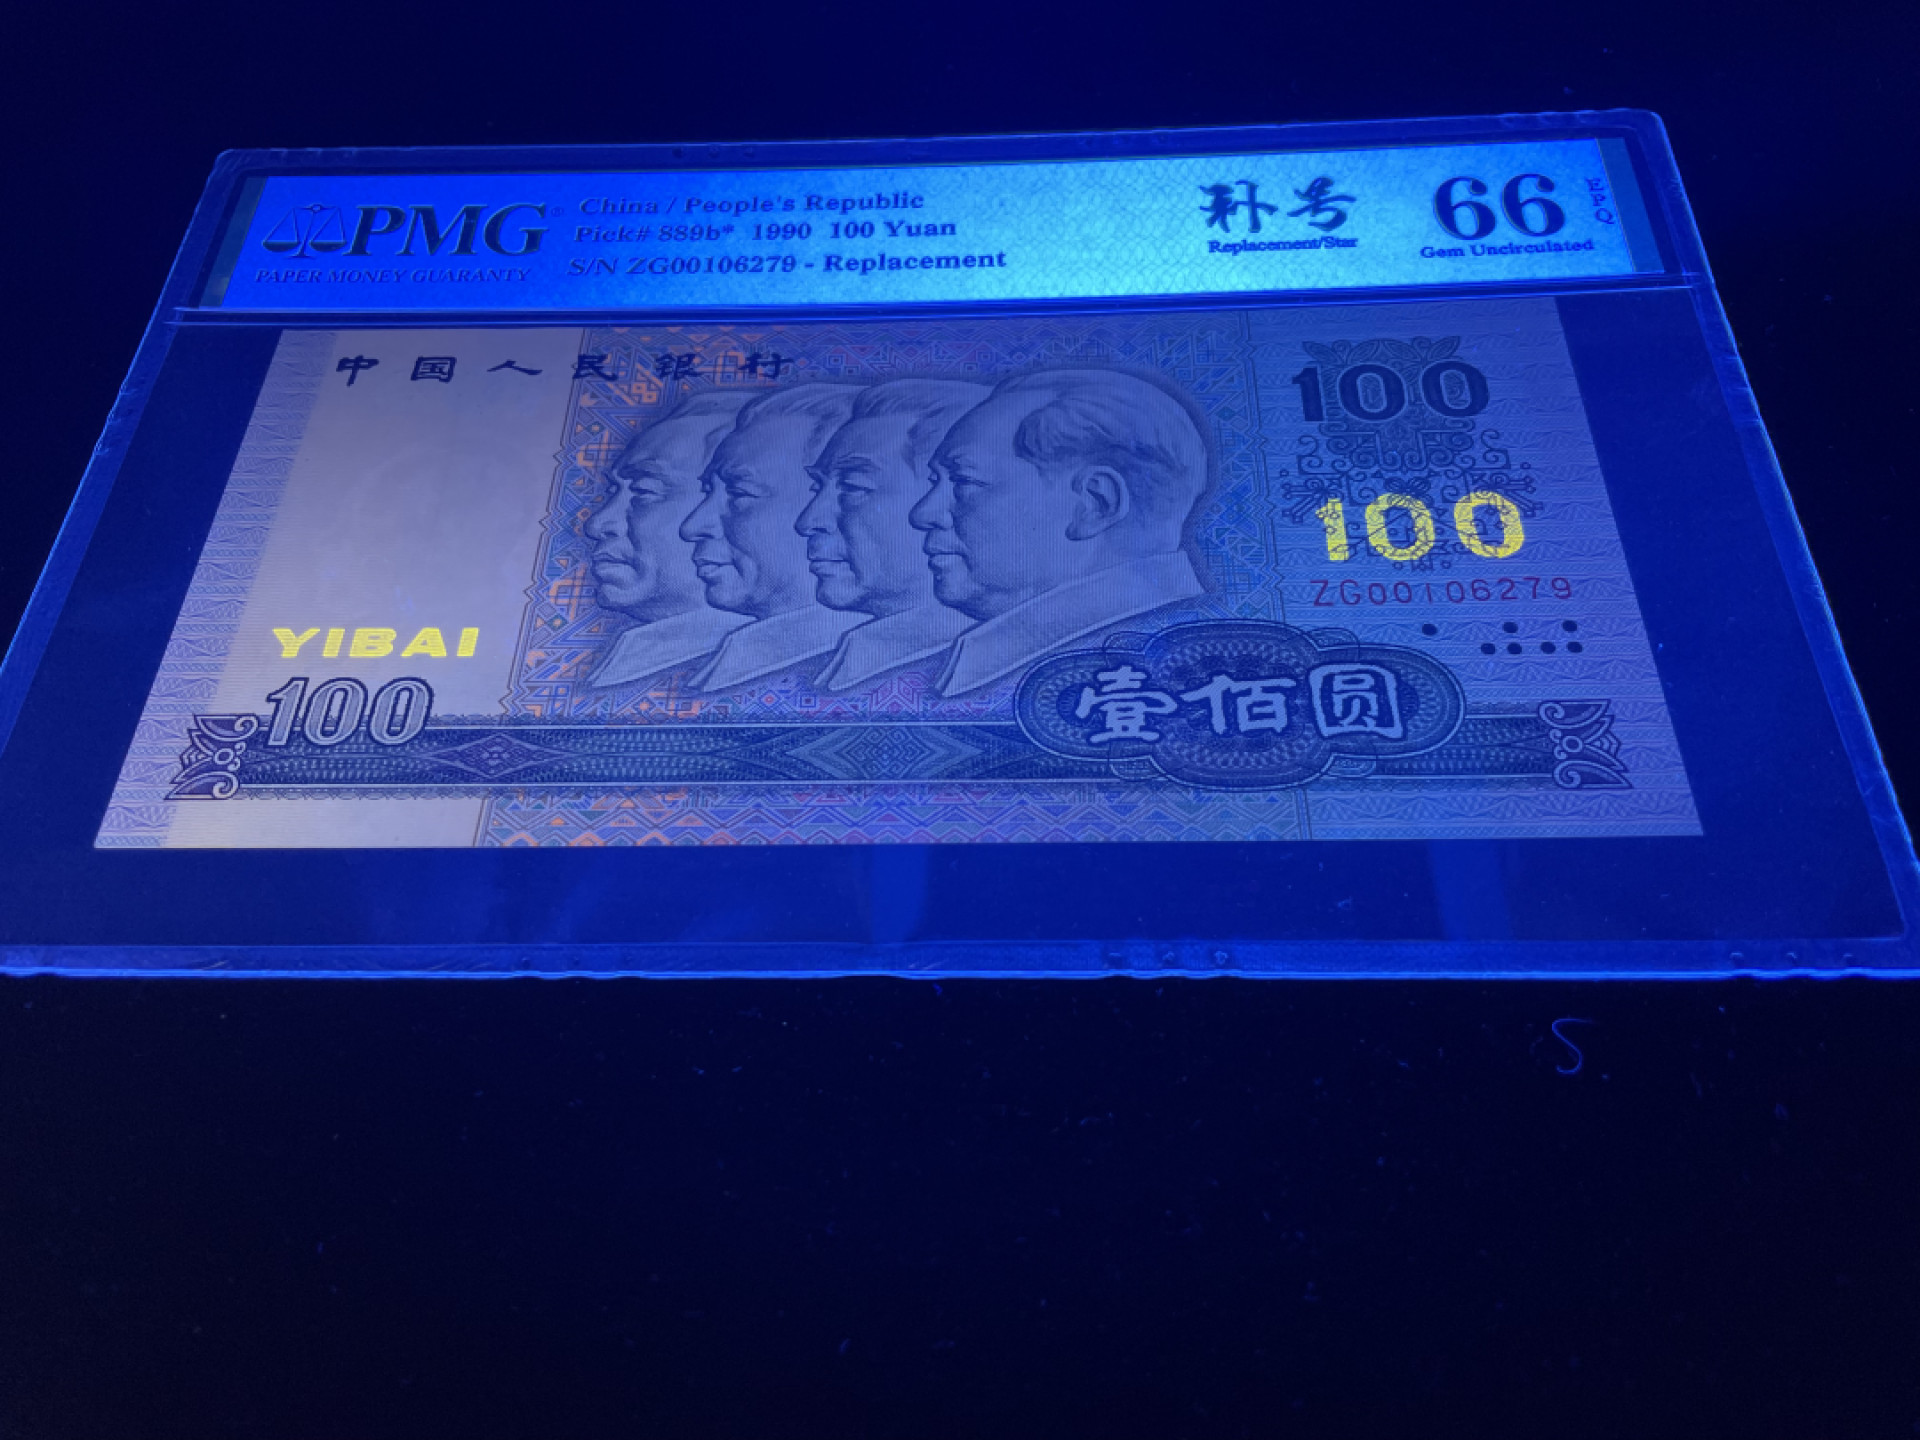 PMG®
PAPER MONEY GUARANTY
China / People's Republic
Pick# 889b* 1990 100 Yuan
S/N ZG00106279 - Replacement
补号
Replacement/Star
66 EPQ
Gem Uncirculated
中国人民银行
100
100
ZG00106279
YIBAI
100
壹佰圆